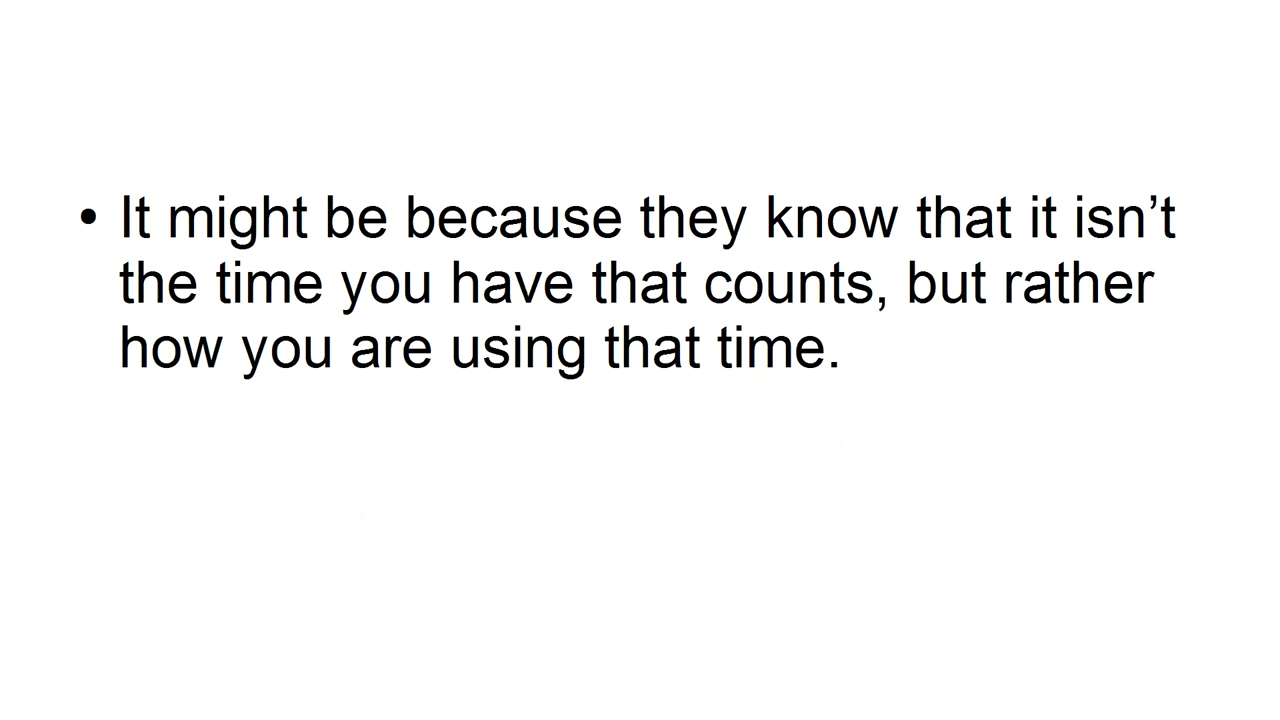 • It might be because they know that it isn’t
the time you have that counts, but rather
how you are using that time.